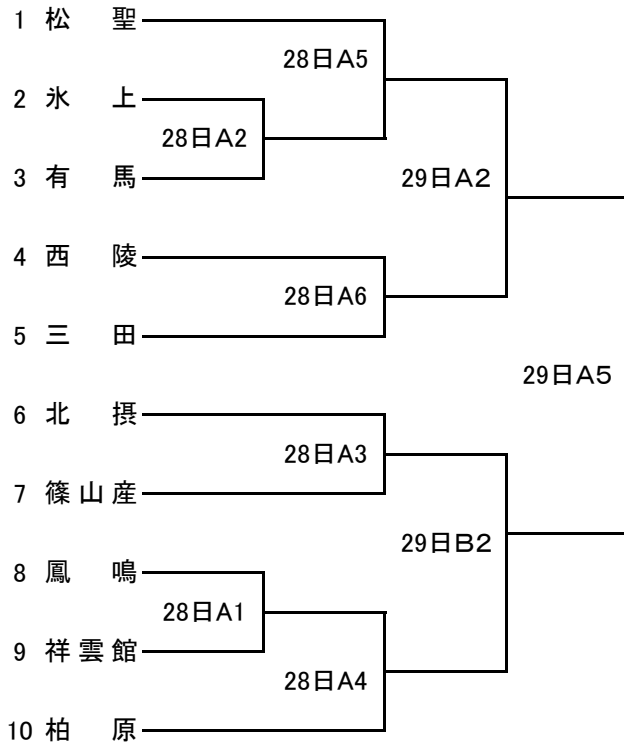 1 松 聖
28日A5
2 氷 上
28日A2
3 有 馬
29日A2
4 西 陵
28日A6
5 三 田
29日A5
6 北 摂
28日A3
7 篠山産
29日B2
8 鳳 鳴
28日A1
9 祥雲館
28日A4
10 柏 原